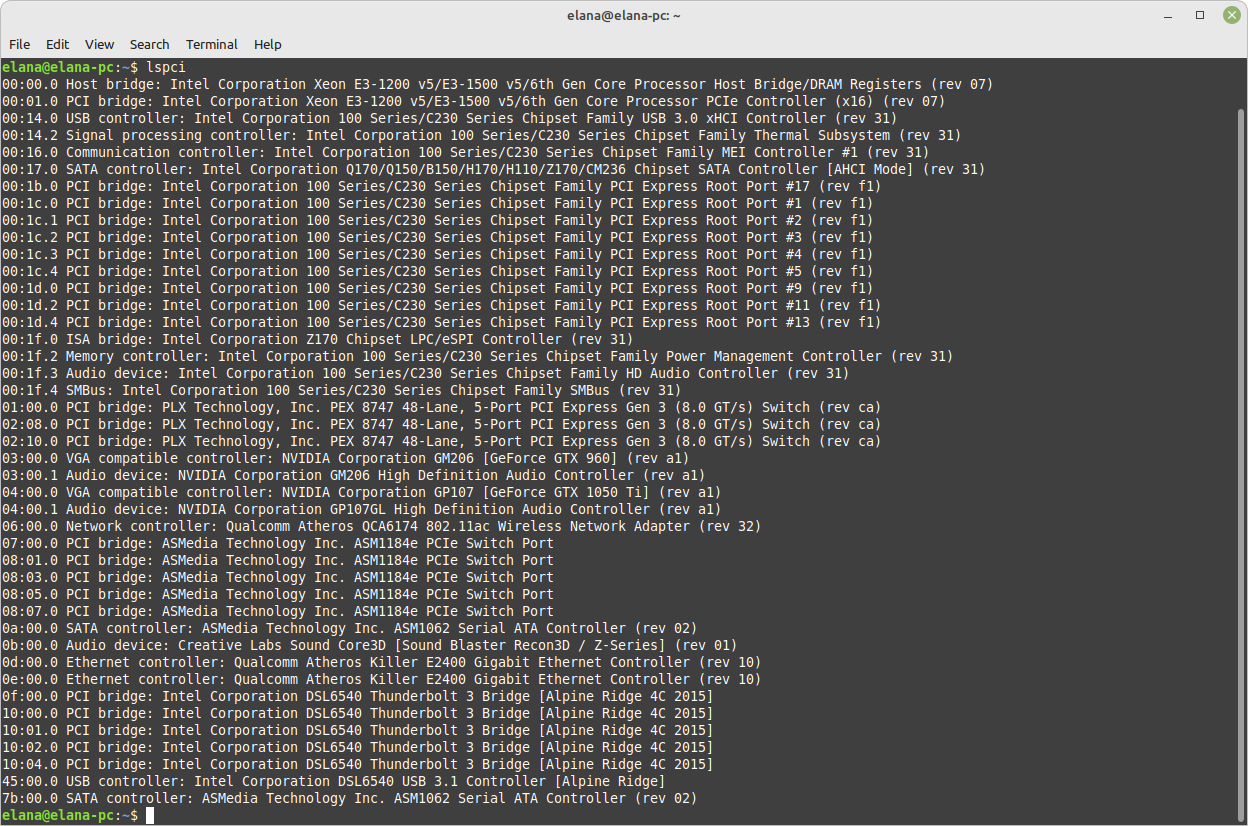 elana@elana-pc: ~
File Edit View Search Terminal Help
elana@elana-pc:~$ lspci
00:00.0 Host bridge: Intel Corporation Xeon E3-1200 v5/E3-1500 v5/6th Gen Core Processor Host Bridge/DRAM Registers (rev 07)
00:01.0 PCI bridge: Intel Corporation Xeon E3-1200 v5/E3-1500 v5/6th Gen Core Processor PCIe Controller (x16) (rev 07)
00:14.0 USB controller: Intel Corporation 100 Series/C230 Series Chipset Family USB 3.0 xHCI Controller (rev 31)
00:14.2 Signal processing controller: Intel Corporation 100 Series/C230 Series Chipset Family Thermal Subsystem (rev 31)
00:16.0 Communication controller: Intel Corporation 100 Series/C230 Series Chipset Family MEI Controller #1 (rev 31)
00:17.0 SATA controller: Intel Corporation Q170/Q150/B150/H170/H110/Z170/CM236 Chipset SATA Controller [AHCI Mode] (rev 31)
00:1b.0 PCI bridge: Intel Corporation 100 Series/C230 Series Chipset Family PCI Express Root Port #17 (rev f1)
00:1c.0 PCI bridge: Intel Corporation 100 Series/C230 Series Chipset Family PCI Express Root Port #1 (rev f1)
00:1c.1 PCI bridge: Intel Corporation 100 Series/C230 Series Chipset Family PCI Express Root Port #2 (rev f1)
00:1c.2 PCI bridge: Intel Corporation 100 Series/C230 Series Chipset Family PCI Express Root Port #3 (rev f1)
00:1c.3 PCI bridge: Intel Corporation 100 Series/C230 Series Chipset Family PCI Express Root Port #4 (rev f1)
00:1c.4 PCI bridge: Intel Corporation 100 Series/C230 Series Chipset Family PCI Express Root Port #5 (rev f1)
00:1d.0 PCI bridge: Intel Corporation 100 Series/C230 Series Chipset Family PCI Express Root Port #9 (rev f1)
00:1d.2 PCI bridge: Intel Corporation 100 Series/C230 Series Chipset Family PCI Express Root Port #11 (rev f1)
00:1d.4 PCI bridge: Intel Corporation 100 Series/C230 Series Chipset Family PCI Express Root Port #13 (rev f1)
00:1f.0 ISA bridge: Intel Corporation Z170 Chipset LPC/eSPI Controller (rev 31)
00:1f.2 Memory controller: Intel Corporation 100 Series/C230 Series Chipset Family Power Management Controller (rev 31)
00:1f.3 Audio device: Intel Corporation 100 Series/C230 Series Chipset Family HD Audio Controller (rev 31)
00:1f.4 SMBus: Intel Corporation 100 Series/C230 Series Chipset Family SMBus (rev 31)
01:00.0 PCI bridge: PLX Technology, Inc. PEX 8747 48-Lane, 5-Port PCI Express Gen 3 (8.0 GT/s) Switch (rev ca)
02:08.0 PCI bridge: PLX Technology, Inc. PEX 8747 48-Lane, 5-Port PCI Express Gen 3 (8.0 GT/s) Switch (rev ca)
02:10.0 PCI bridge: PLX Technology, Inc. PEX 8747 48-Lane, 5-Port PCI Express Gen 3 (8.0 GT/s) Switch (rev ca)
03:00.0 VGA compatible controller: NVIDIA Corporation GM206 [GeForce GTX 960] (rev a1)
03:00.1 Audio device: NVIDIA Corporation GM206 High Definition Audio Controller (rev a1)
04:00.0 VGA compatible controller: NVIDIA Corporation GP107 [GeForce GTX 1050 Ti] (rev a1)
04:00.1 Audio device: NVIDIA Corporation GP107GL High Definition Audio Controller (rev a1)
06:00.0 Network controller: Qualcomm Atheros QCA6174 802.11ac Wireless Network Adapter (rev 32)
07:00.0 PCI bridge: ASMedia Technology Inc. ASM1184e PCIe Switch Port
08:01.0 PCI bridge: ASMedia Technology Inc. ASM1184e PCIe Switch Port
08:03.0 PCI bridge: ASMedia Technology Inc. ASM1184e PCIe Switch Port
08:05.0 PCI bridge: ASMedia Technology Inc. ASM1184e PCIe Switch Port
08:07.0 PCI bridge: ASMedia Technology Inc. ASM1184e PCIe Switch Port
0a:00.0 SATA controller: ASMedia Technology Inc. ASM1062 Serial ATA Controller (rev 02)
0b:00.0 Audio device: Creative Labs Sound Core3D [Sound Blaster Recon3D / Z-Series] (rev 01)
0d:00.0 Ethernet controller: Qualcomm Atheros Killer E2400 Gigabit Ethernet Controller (rev 10)
0e:00.0 Ethernet controller: Qualcomm Atheros Killer E2400 Gigabit Ethernet Controller (rev 10)
0f:00.0 PCI bridge: Intel Corporation DSL6540 Thunderbolt 3 Bridge [Alpine Ridge 4C 2015]
10:00.0 PCI bridge: Intel Corporation DSL6540 Thunderbolt 3 Bridge [Alpine Ridge 4C 2015]
10:01.0 PCI bridge: Intel Corporation DSL6540 Thunderbolt 3 Bridge [Alpine Ridge 4C 2015]
10:02.0 PCI bridge: Intel Corporation DSL6540 Thunderbolt 3 Bridge [Alpine Ridge 4C 2015]
10:04.0 PCI bridge: Intel Corporation DSL6540 Thunderbolt 3 Bridge [Alpine Ridge 4C 2015]
45:00.0 USB controller: Intel Corporation DSL6540 USB 3.1 Controller [Alpine Ridge]
7b:00.0 SATA controller: ASMedia Technology Inc. ASM1062 Serial ATA Controller (rev 02)
elana@elana-pc:~$